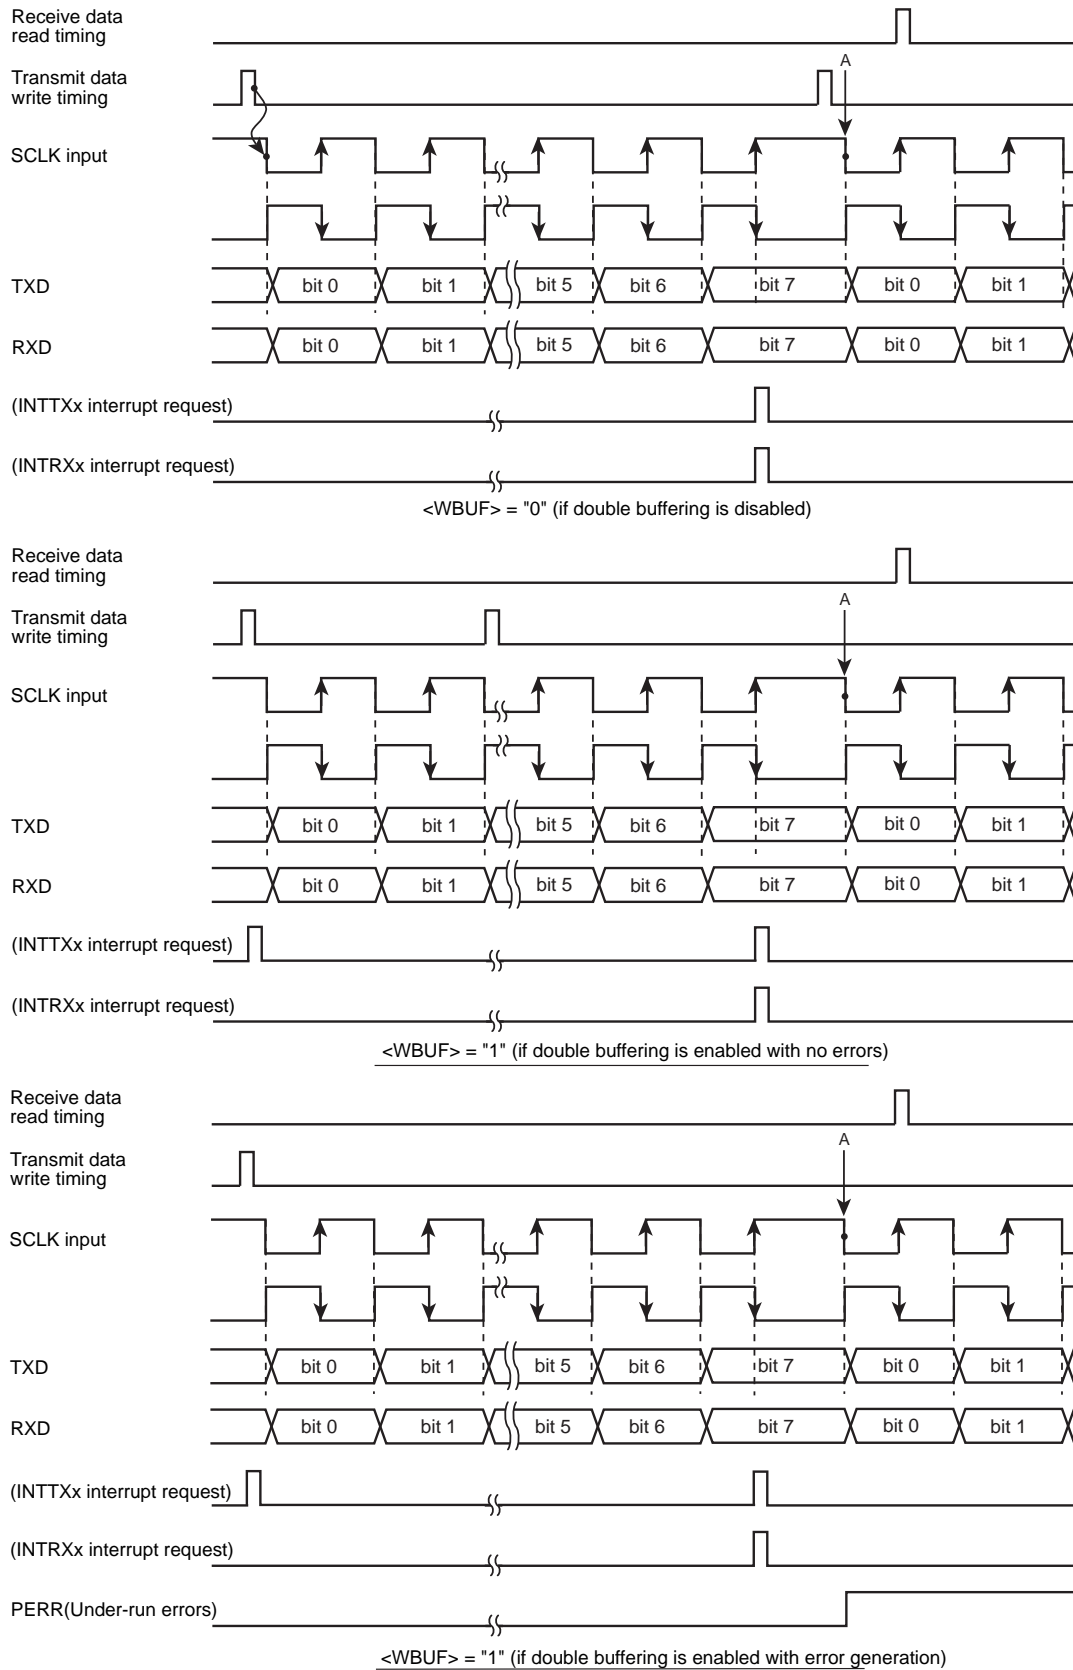 Receive data
read timing
Transmit data
write timing
A
SCLK input
TXD
bit 0 bit 1 bit 5 bit 6 bit 7 bit 0 bit 1
RXD
bit 0 bit 1 bit 5 bit 6 bit 7 bit 0 bit 1
(INTTXx interrupt request)
(INTRXx interrupt request)
<WBUF> = "0" (if double buffering is disabled)
Receive data
read timing
Transmit data
write timing
A
SCLK input
TXD
bit 0 bit 1 bit 5 bit 6 bit 7 bit 0 bit 1
RXD
bit 0 bit 1 bit 5 bit 6 bit 7 bit 0 bit 1
(INTTXx interrupt request)
(INTRXx interrupt request)
<WBUF> = "1" (if double buffering is enabled with no errors)
Receive data
read timing
Transmit data
write timing
A
SCLK input
TXD
bit 0 bit 1 bit 5 bit 6 bit 7 bit 0 bit 1
RXD
bit 0 bit 1 bit 5 bit 6 bit 7 bit 0 bit 1
(INTTXx interrupt request)
(INTRXx interrupt request)
PERR(Under-run errors)
<WBUF> = "1" (if double buffering is enabled with error generation)